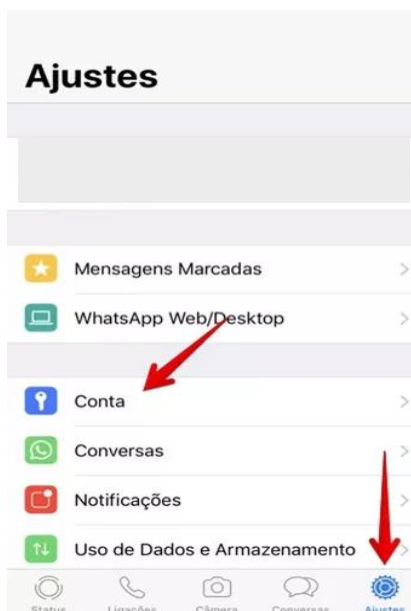 Ajustes
Mensagens Marcadas
WhatsApp Web/Desktop
Conta
Conversas
Notificações
Uso de Dados e Armazenamento
Status Ligações Câmera Conversas Ajustes